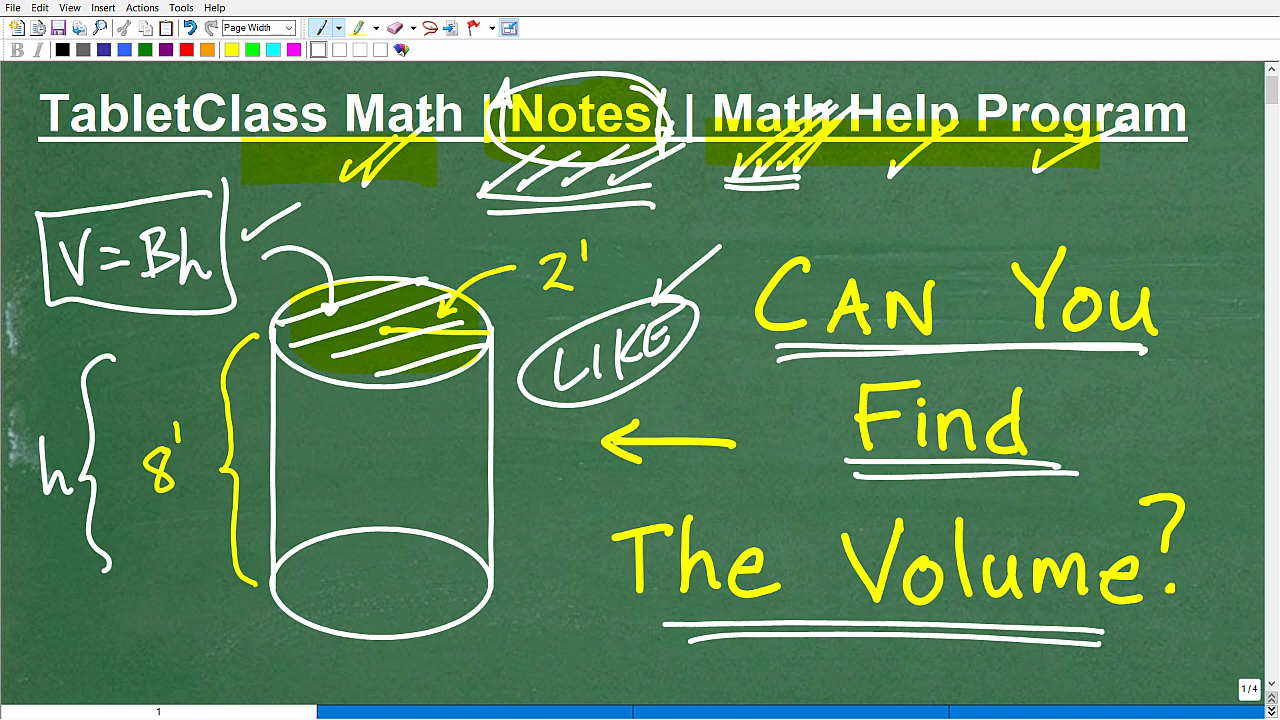 File Edit View Insert Actions Tools Help
Page Width
B I
TabletClass Math | Notes | Math Help Program
V = Bh
2'
LIKE
h
8'
CAN YOU
Find
The Volume?
1/4
1